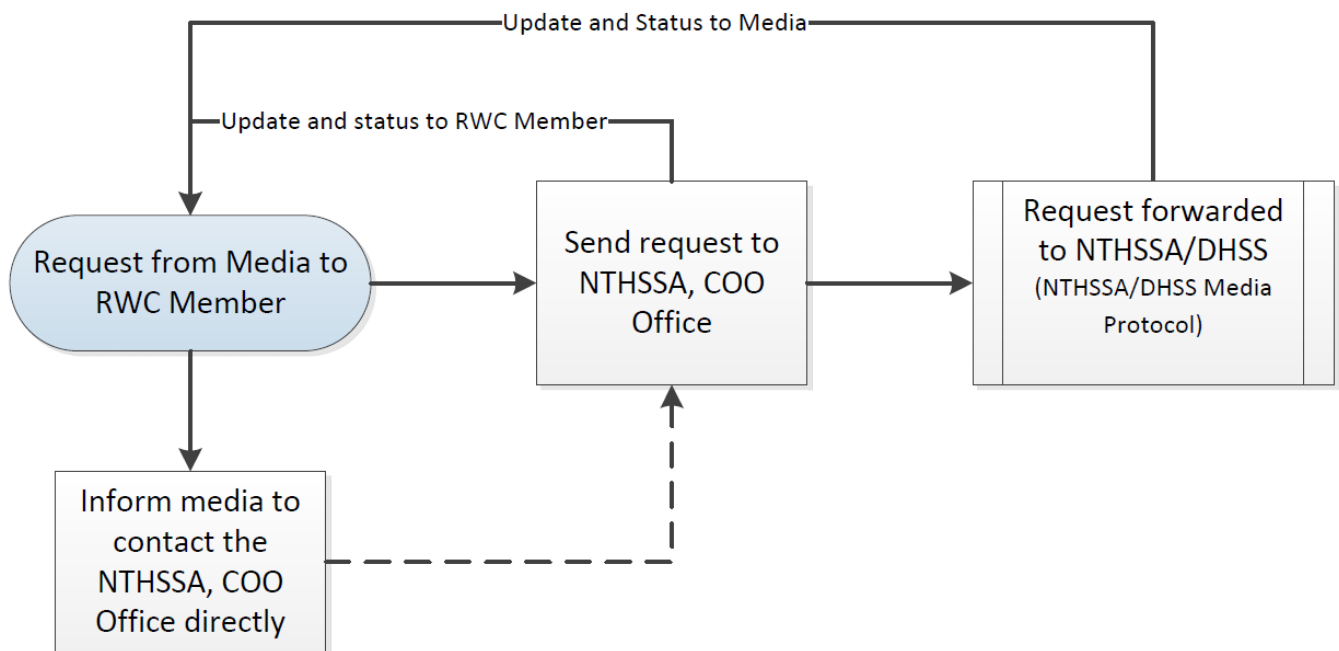 Update and Status to Media
Update and status to RWC Member
Request from Media to
RWC Member
Send request to
NTHSSA, COO
Office
Request forwarded
to NTHSSA/DHSS
(NTHSSA/DHSS Media
Protocol)
Inform media to
contact the
NTHSSA, COO
Office directly